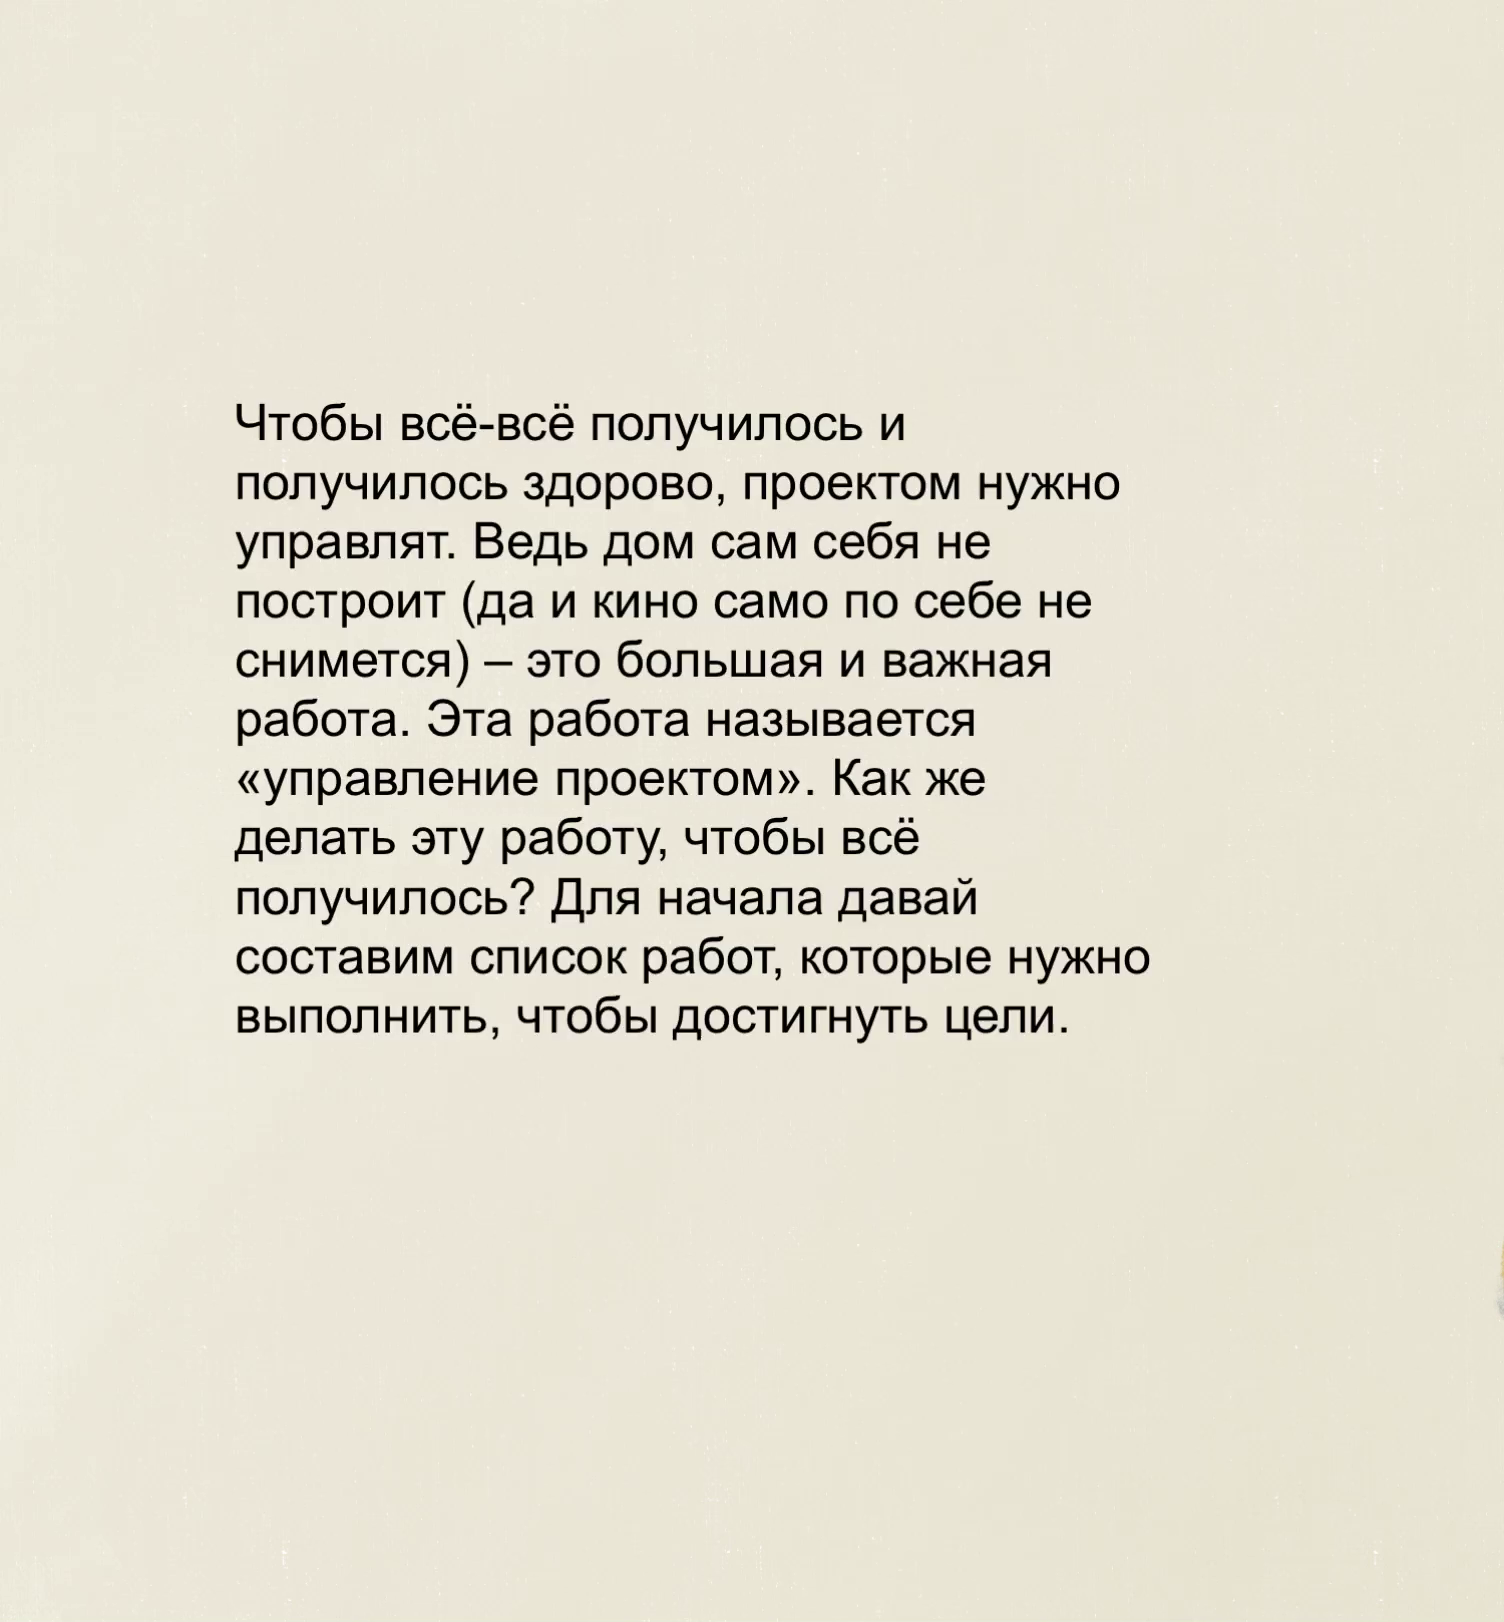 Чтобы всё-всё получилось и
получилось здорово, проектом нужно
управлят. Ведь дом сам себя не
построит (да и кино само по себе не
снимется) – это большая и важная
работа. Эта работа называется
«управление проектом». Как же
делать эту работу, чтобы всё
получилось? Для начала давай
составим список работ, которые нужно
выполнить, чтобы достигнуть цели.